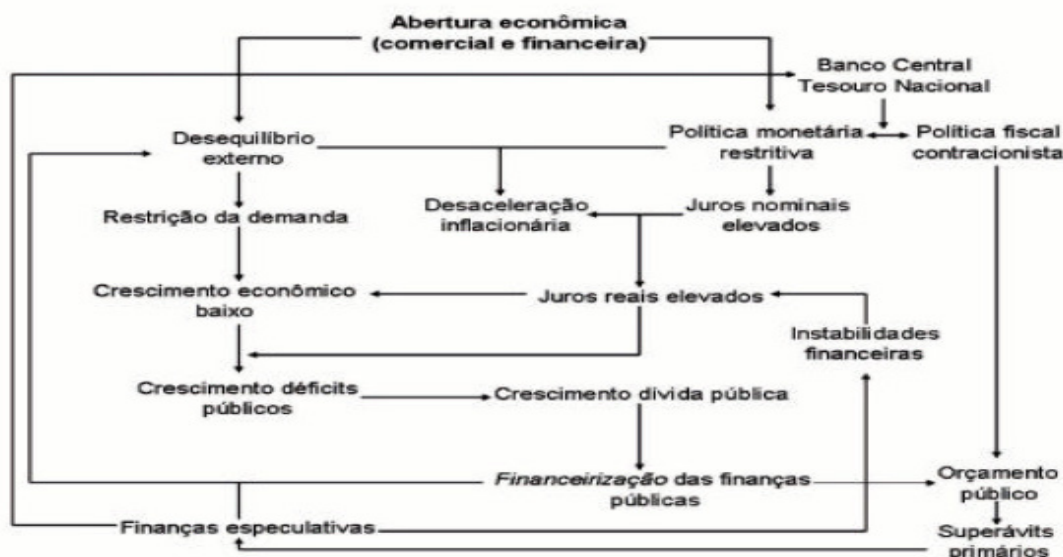 Abertura econômica
(comercial e financeira)
Banco Central
Tesouro Nacional
Desequilíbrio
externo
Política monetária
restritiva
Política fiscal
contracionista
Restrição da demanda
Desaceleração
inflacionária
Juros nominais
elevados
Crescimento econômico
baixo
Juros reais elevados
Instabilidades
financeiras
Crescimento déficits
públicos
Crescimento dívida pública
Financeirização das finanças
públicas
Orçamento
público
Finanças especulativas
Superávits
primários